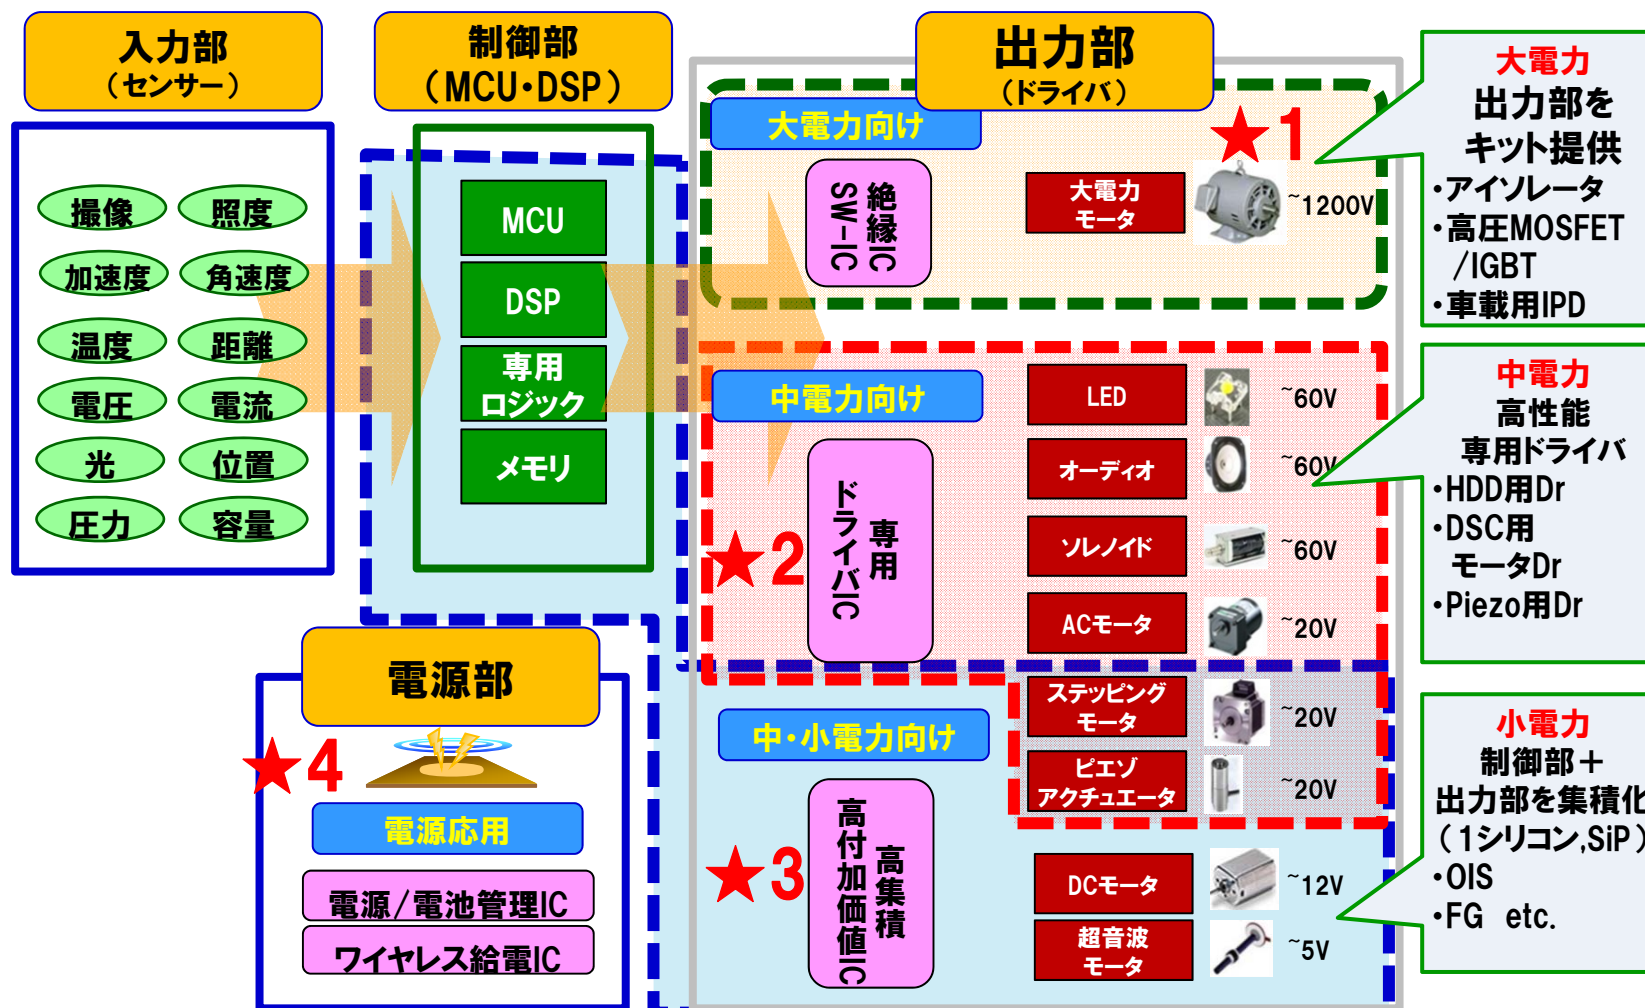 入力部
（センサー）
撮像
照度
加速度
角速度
温度
距離
電圧
電流
光
位置
圧力
容量
制御部
（MCU・DSP）
MCU
DSP
専用
ロジック
メモリ
出力部
（ドライバ）
大電力向け
★1
絶縁IC
SW-IC
大電力
モータ
~1200V
中電力向け
★2
専用
ドライバIC
LED
~60V
オーディオ
~60V
ソレノイド
~60V
ACモータ
~20V
ステッピング
モータ
~20V
ピエゾ
アクチュエータ
~20V
中・小電力向け
★3
高集積
高付加価値IC
DCモータ
~12V
超音波
モータ
~5V
電源部
★4
電源応用
電源/電池管理IC
ワイヤレス給電IC
大電力
出力部を
キット提供
・アイソレータ
・高圧MOSFET
/IGBT
・車載用IPD
中電力
高性能
専用ドライバ
・HDD用Dr
・DSC用
モータDr
・Piezo用Dr
小電力
制御部＋
出力部を集積化
（1シリコン,SiP）
・OIS
・FG etc.